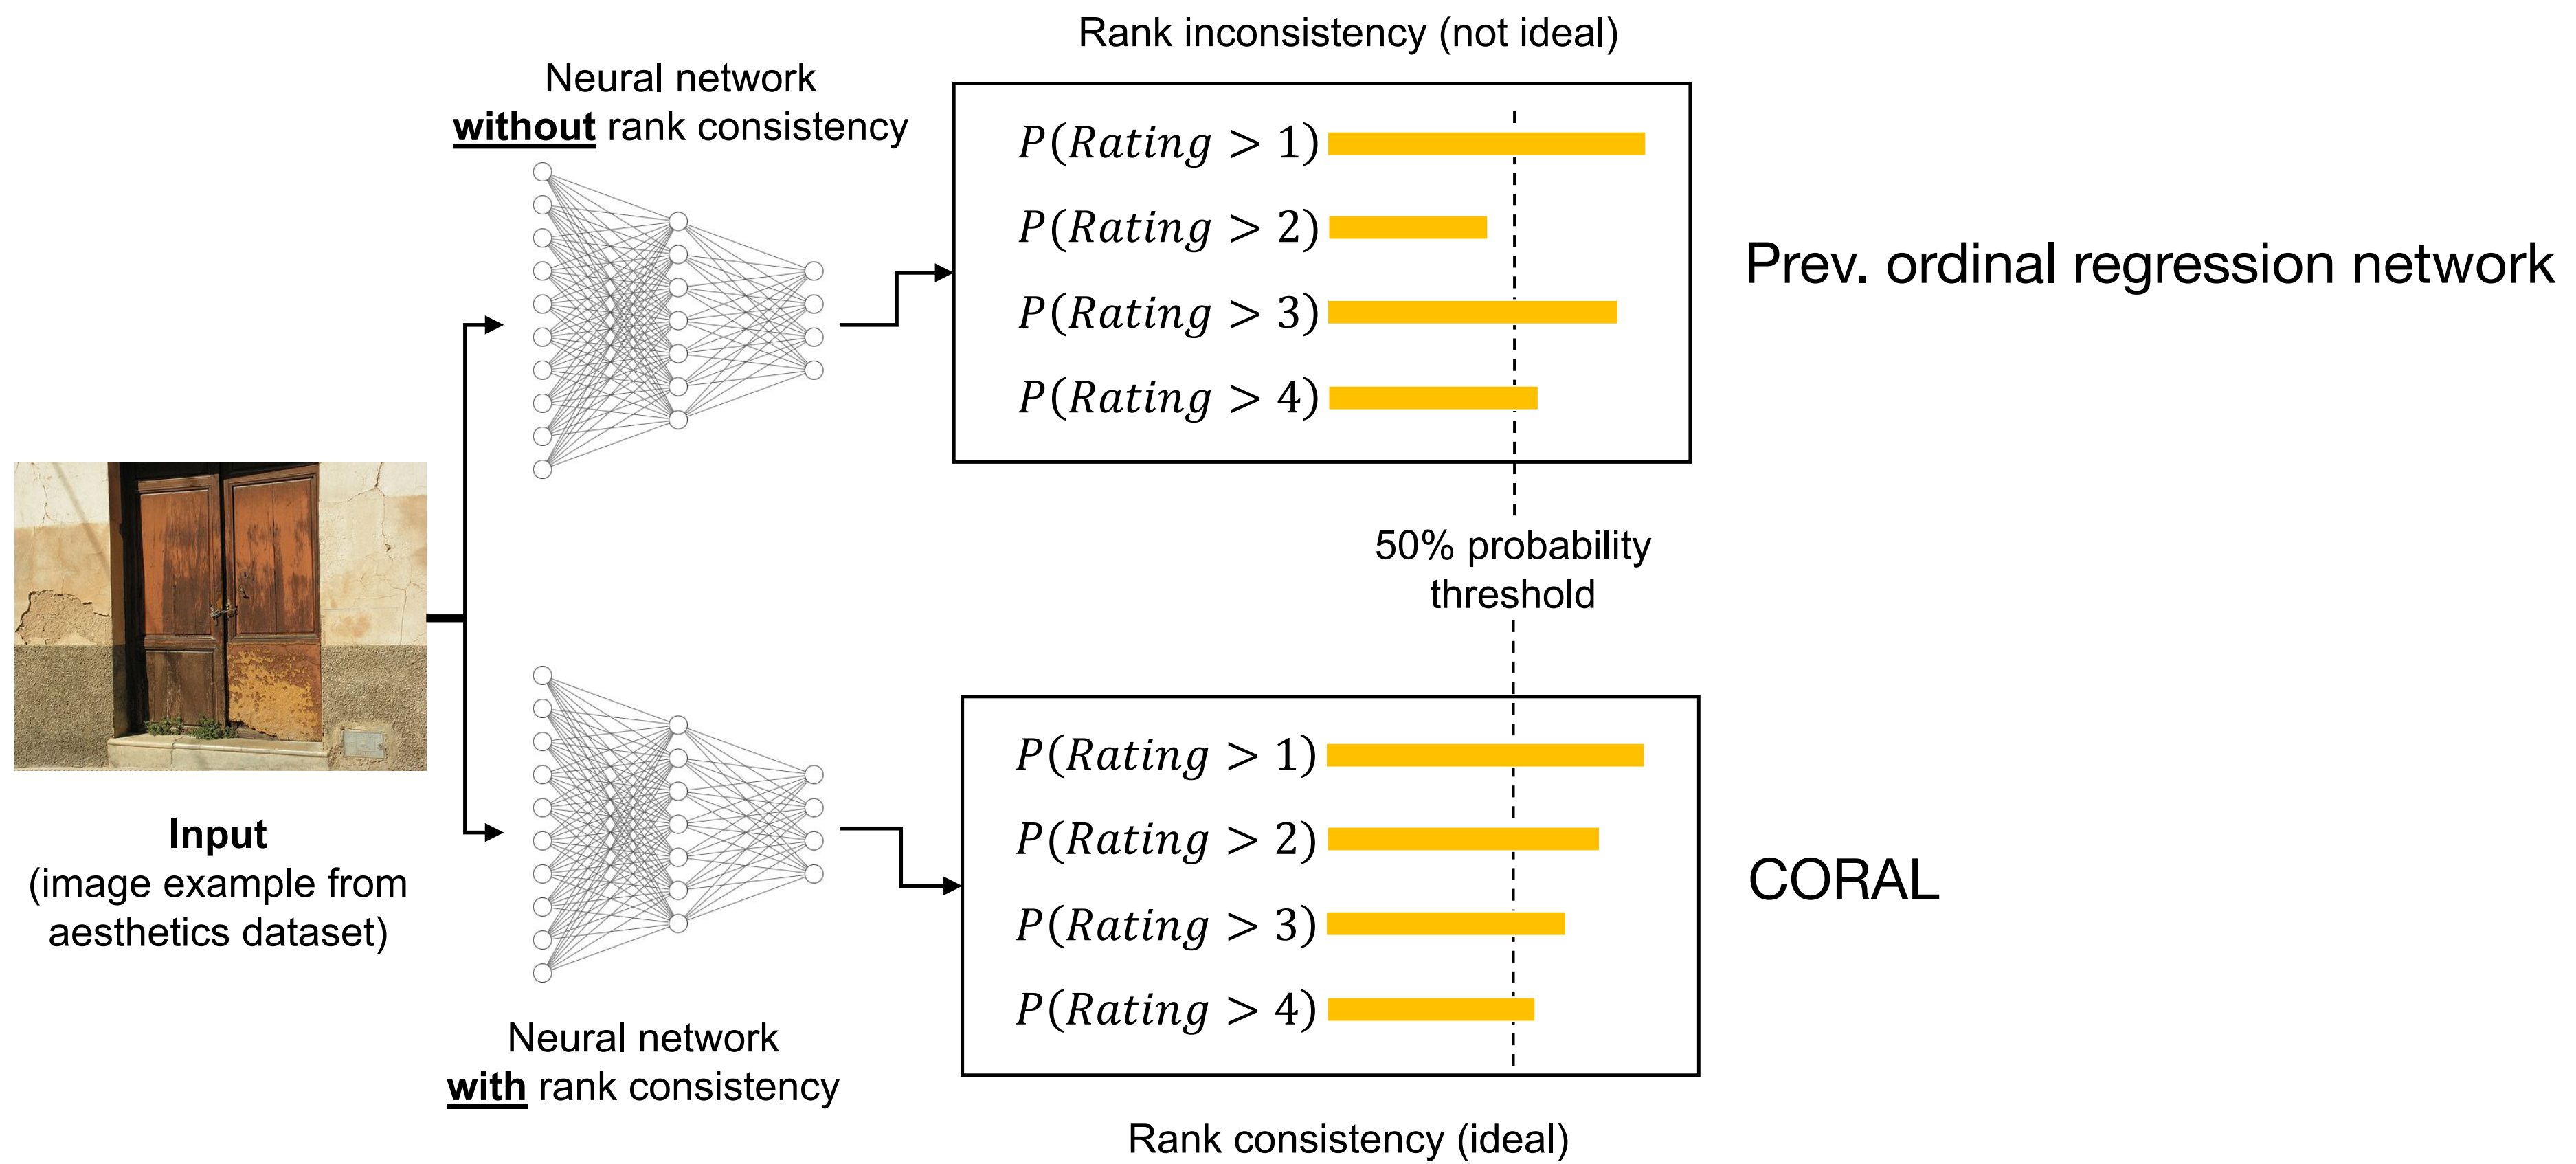 Rank inconsistency (not ideal)
Neural network
without rank consistency
P(Rating > 1)
P(Rating > 2)
P(Rating > 3)
P(Rating > 4)
Prev. ordinal regression network
50% probability
threshold
Input
(image example from
aesthetics dataset)
P(Rating > 1)
P(Rating > 2)
P(Rating > 3)
P(Rating > 4)
CORAL
Neural network
with rank consistency
Rank consistency (ideal)